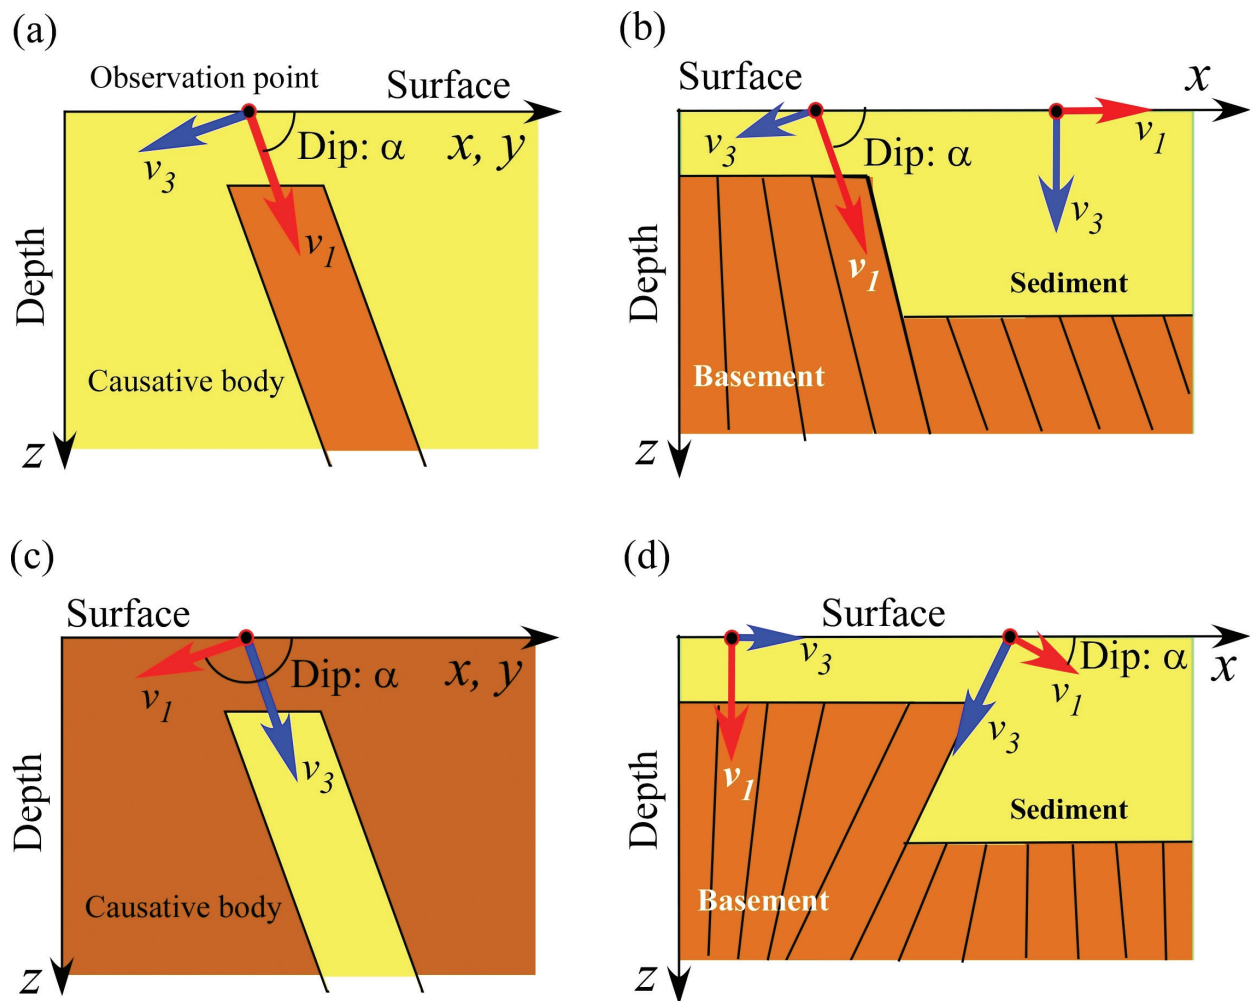 (a)
Observation point
Surface
Dip: α
x, y
v3
v1
Depth
Causative body
z
(b)
Surface
x
v3
Dip: α
v1
v1
v3
Depth
Sediment
Basement
z
(c)
Surface
Dip: α
x, y
v1
v3
Depth
Causative body
z
(d)
Surface
v3
Dip: α
x
v1
v3
v1
Depth
Sediment
Basement
z